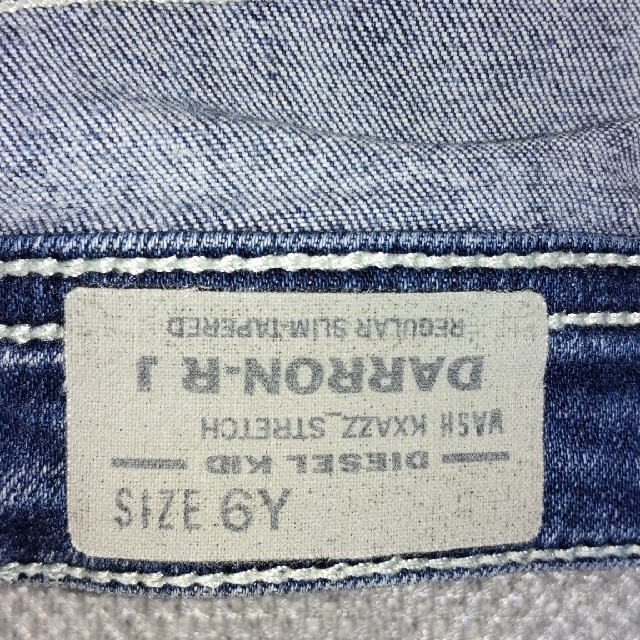 DIESEL KID
WASH KXAZZ_STRETCH
DARRON-R J
REGULAR SLIM-TAPERED
SIZE 6Y